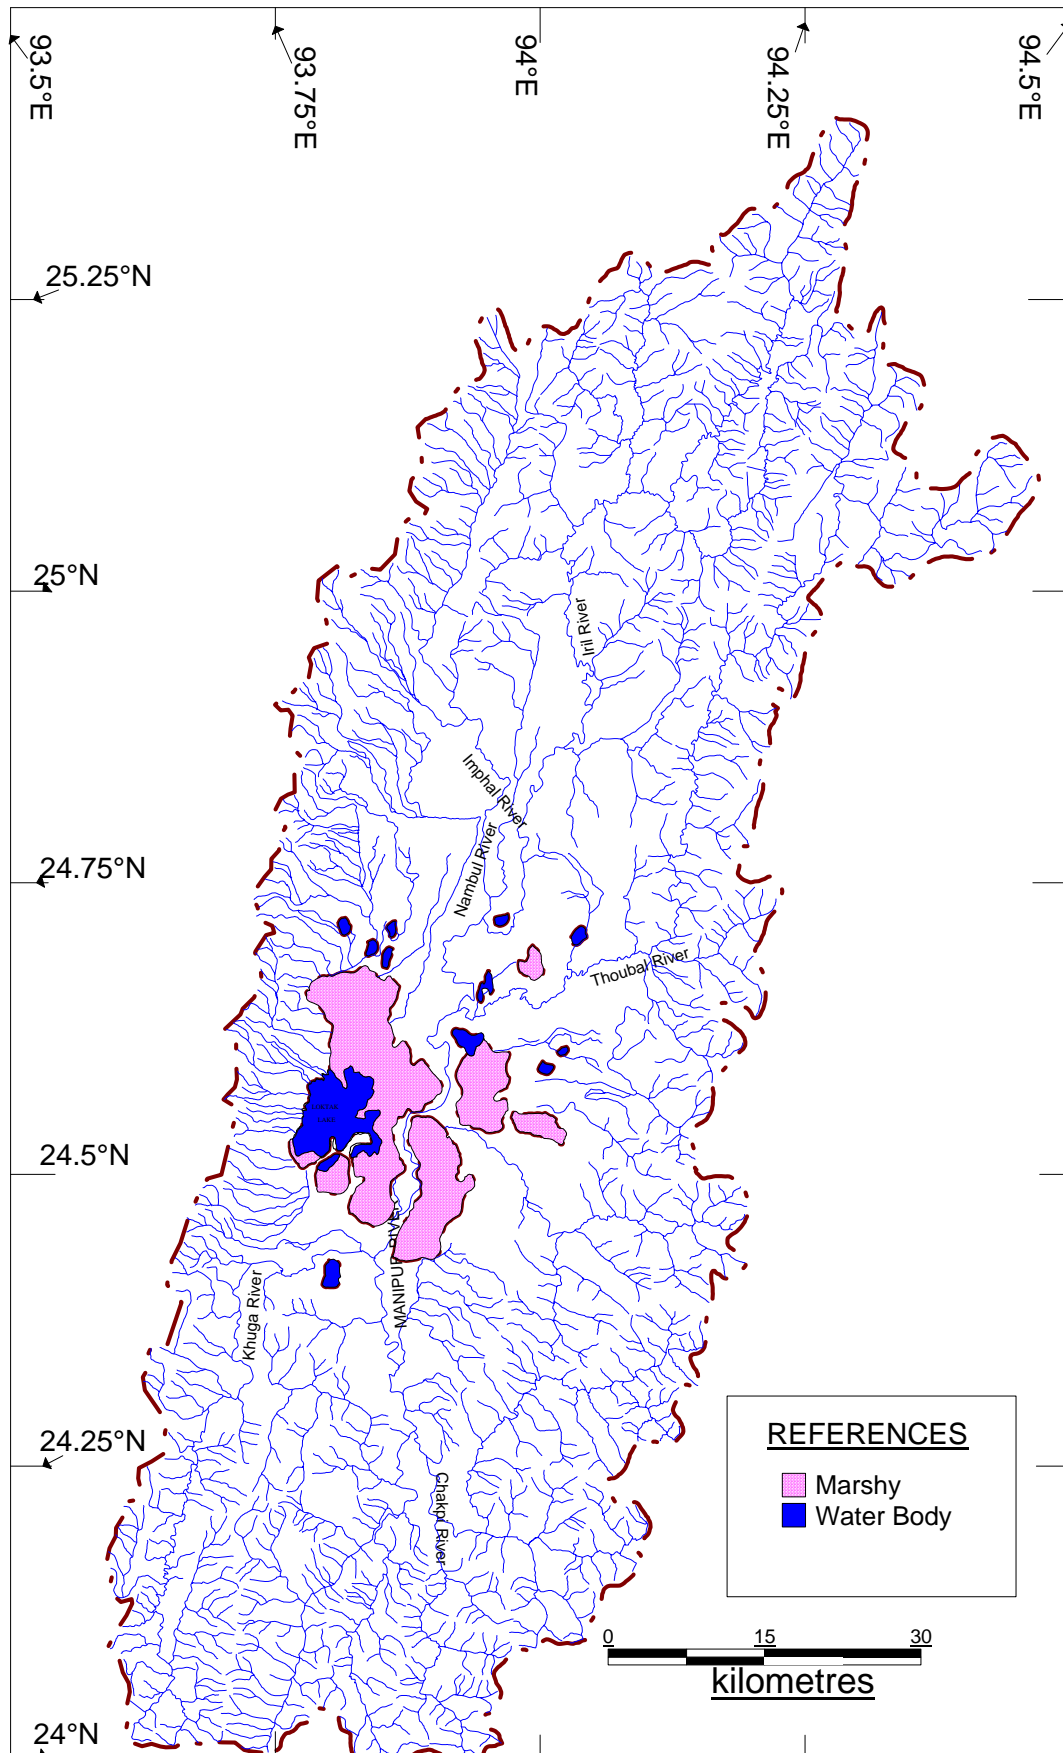 93.5°E
93.75°E
94°E
94.25°E
94.5°E
25.25°N
25°N
Iril River
Imphal River
24.75°N
Nambul River
Thoubal River
24.5°N
MANIPUR RIVER
Khuga River
24.25°N
REFERENCES
Marshy
Water Body
Chakpi River
0 15 30
kilometres
24°N